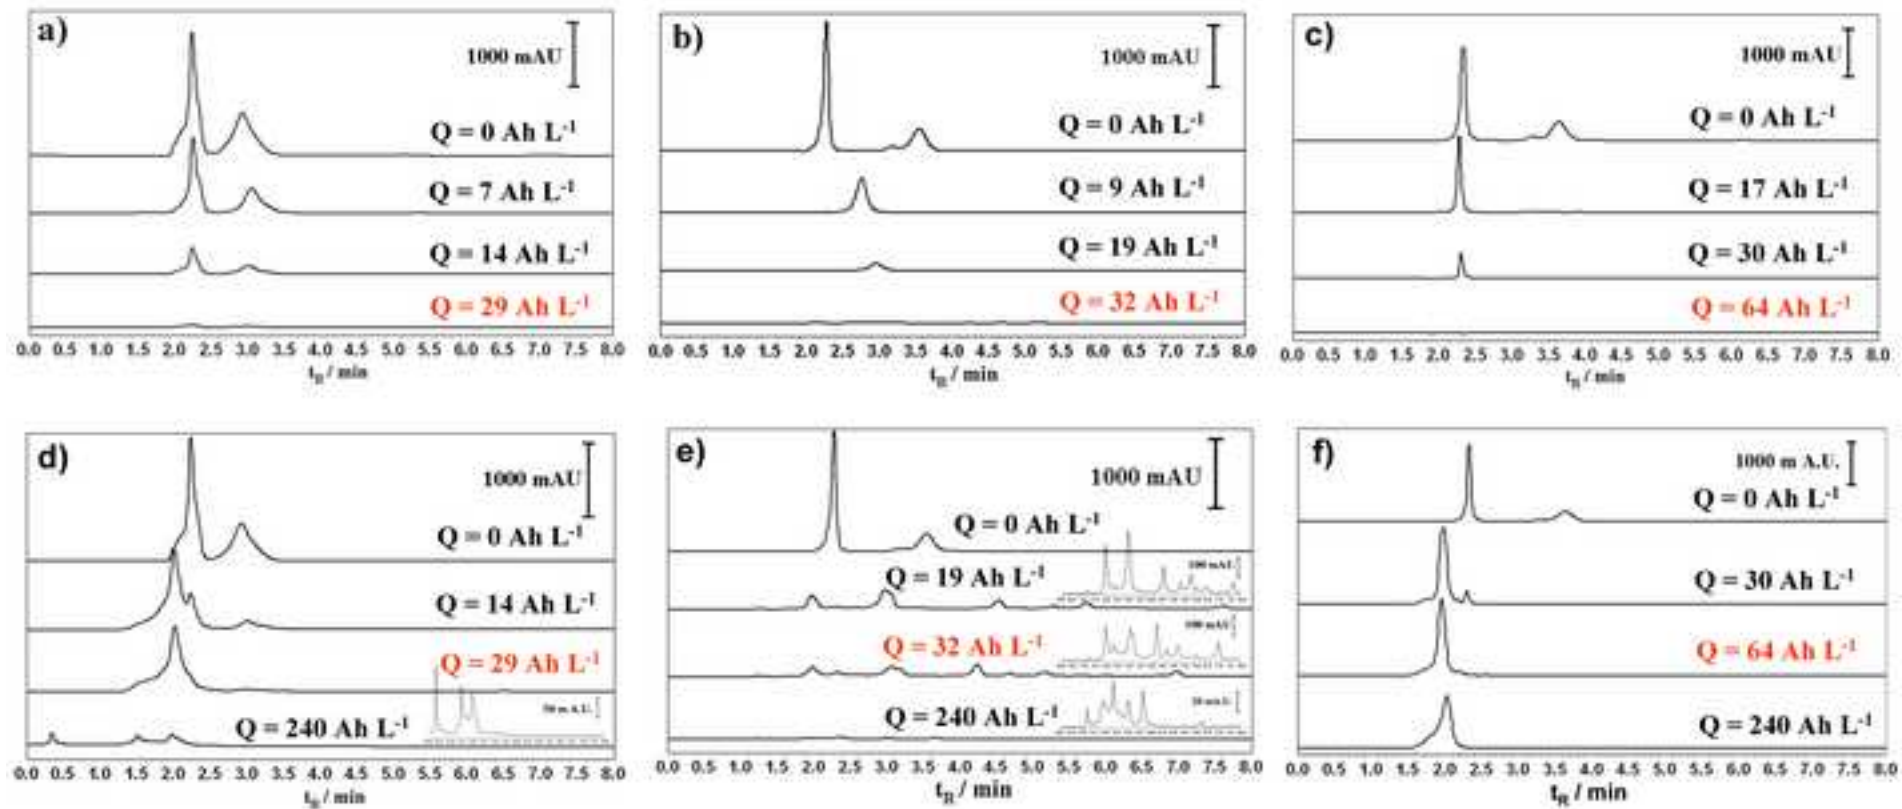 a)
1000 mAU
Q = 0 Ah L-1
Q = 7 Ah L-1
Q = 14 Ah L-1
Q = 29 Ah L-1
0.0 0.5 1.0 1.5 2.0 2.5 3.0 3.5 4.0 4.5 5.0 5.5 6.0 6.5 7.0 7.5 8.0
tR / min
b)
1000 mAU
Q = 0 Ah L-1
Q = 9 Ah L-1
Q = 19 Ah L-1
Q = 32 Ah L-1
0.0 0.5 1.0 1.5 2.0 2.5 3.0 3.5 4.0 4.5 5.0 5.5 6.0 6.5 7.0 7.5 8.0
tR / min
c)
1000 mAU
Q = 0 Ah L-1
Q = 17 Ah L-1
Q = 30 Ah L-1
Q = 64 Ah L-1
0.0 0.5 1.0 1.5 2.0 2.5 3.0 3.5 4.0 4.5 5.0 5.5 6.0 6.5 7.0 7.5 8.0
tR / min
d)
1000 mAU
Q = 0 Ah L-1
Q = 14 Ah L-1
Q = 29 Ah L-1
50 m A.U.
Q = 240 Ah L-1
0.0 0.5 1.0 1.5 2.0 2.5 3.0 3.5 4.0 4.5 5.0 5.5 6.0 6.5 7.0 7.5 8.0
tR / min
e)
1000 mAU
Q = 0 Ah L-1
100 mAU
Q = 19 Ah L-1
100 mAU
Q = 32 Ah L-1
Q = 240 Ah L-1
0.0 0.5 1.0 1.5 2.0 2.5 3.0 3.5 4.0 4.5 5.0 5.5 6.0 6.5 7.0 7.5 8.0
tR / min
f)
1000 m A.U.
Q = 0 Ah L-1
Q = 30 Ah L-1
Q = 64 Ah L-1
Q = 240 Ah L-1
0.0 0.5 1.0 1.5 2.0 2.5 3.0 3.5 4.0 4.5 5.0 5.5 6.0 6.5 7.0 7.5 8.0
tR / min